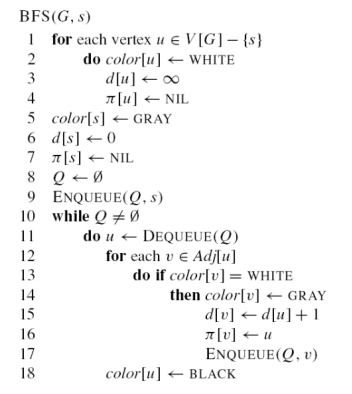 BFS(G, s)
1 for each vertex u ∈ V[G] − {s}
2 do color[u] ← WHITE
3 d[u] ← ∞
4 π[u] ← NIL
5 color[s] ← GRAY
6 d[s] ← 0
7 π[s] ← NIL
8 Q ← Ø
9 ENQUEUE(Q, s)
10 while Q ≠ Ø
11 do u ← DEQUEUE(Q)
12 for each v ∈ Adj[u]
13 do if color[v] = WHITE
14 then color[v] ← GRAY
15 d[v] ← d[u] + 1
16 π[v] ← u
17 ENQUEUE(Q, v)
18 color[u] ← BLACK